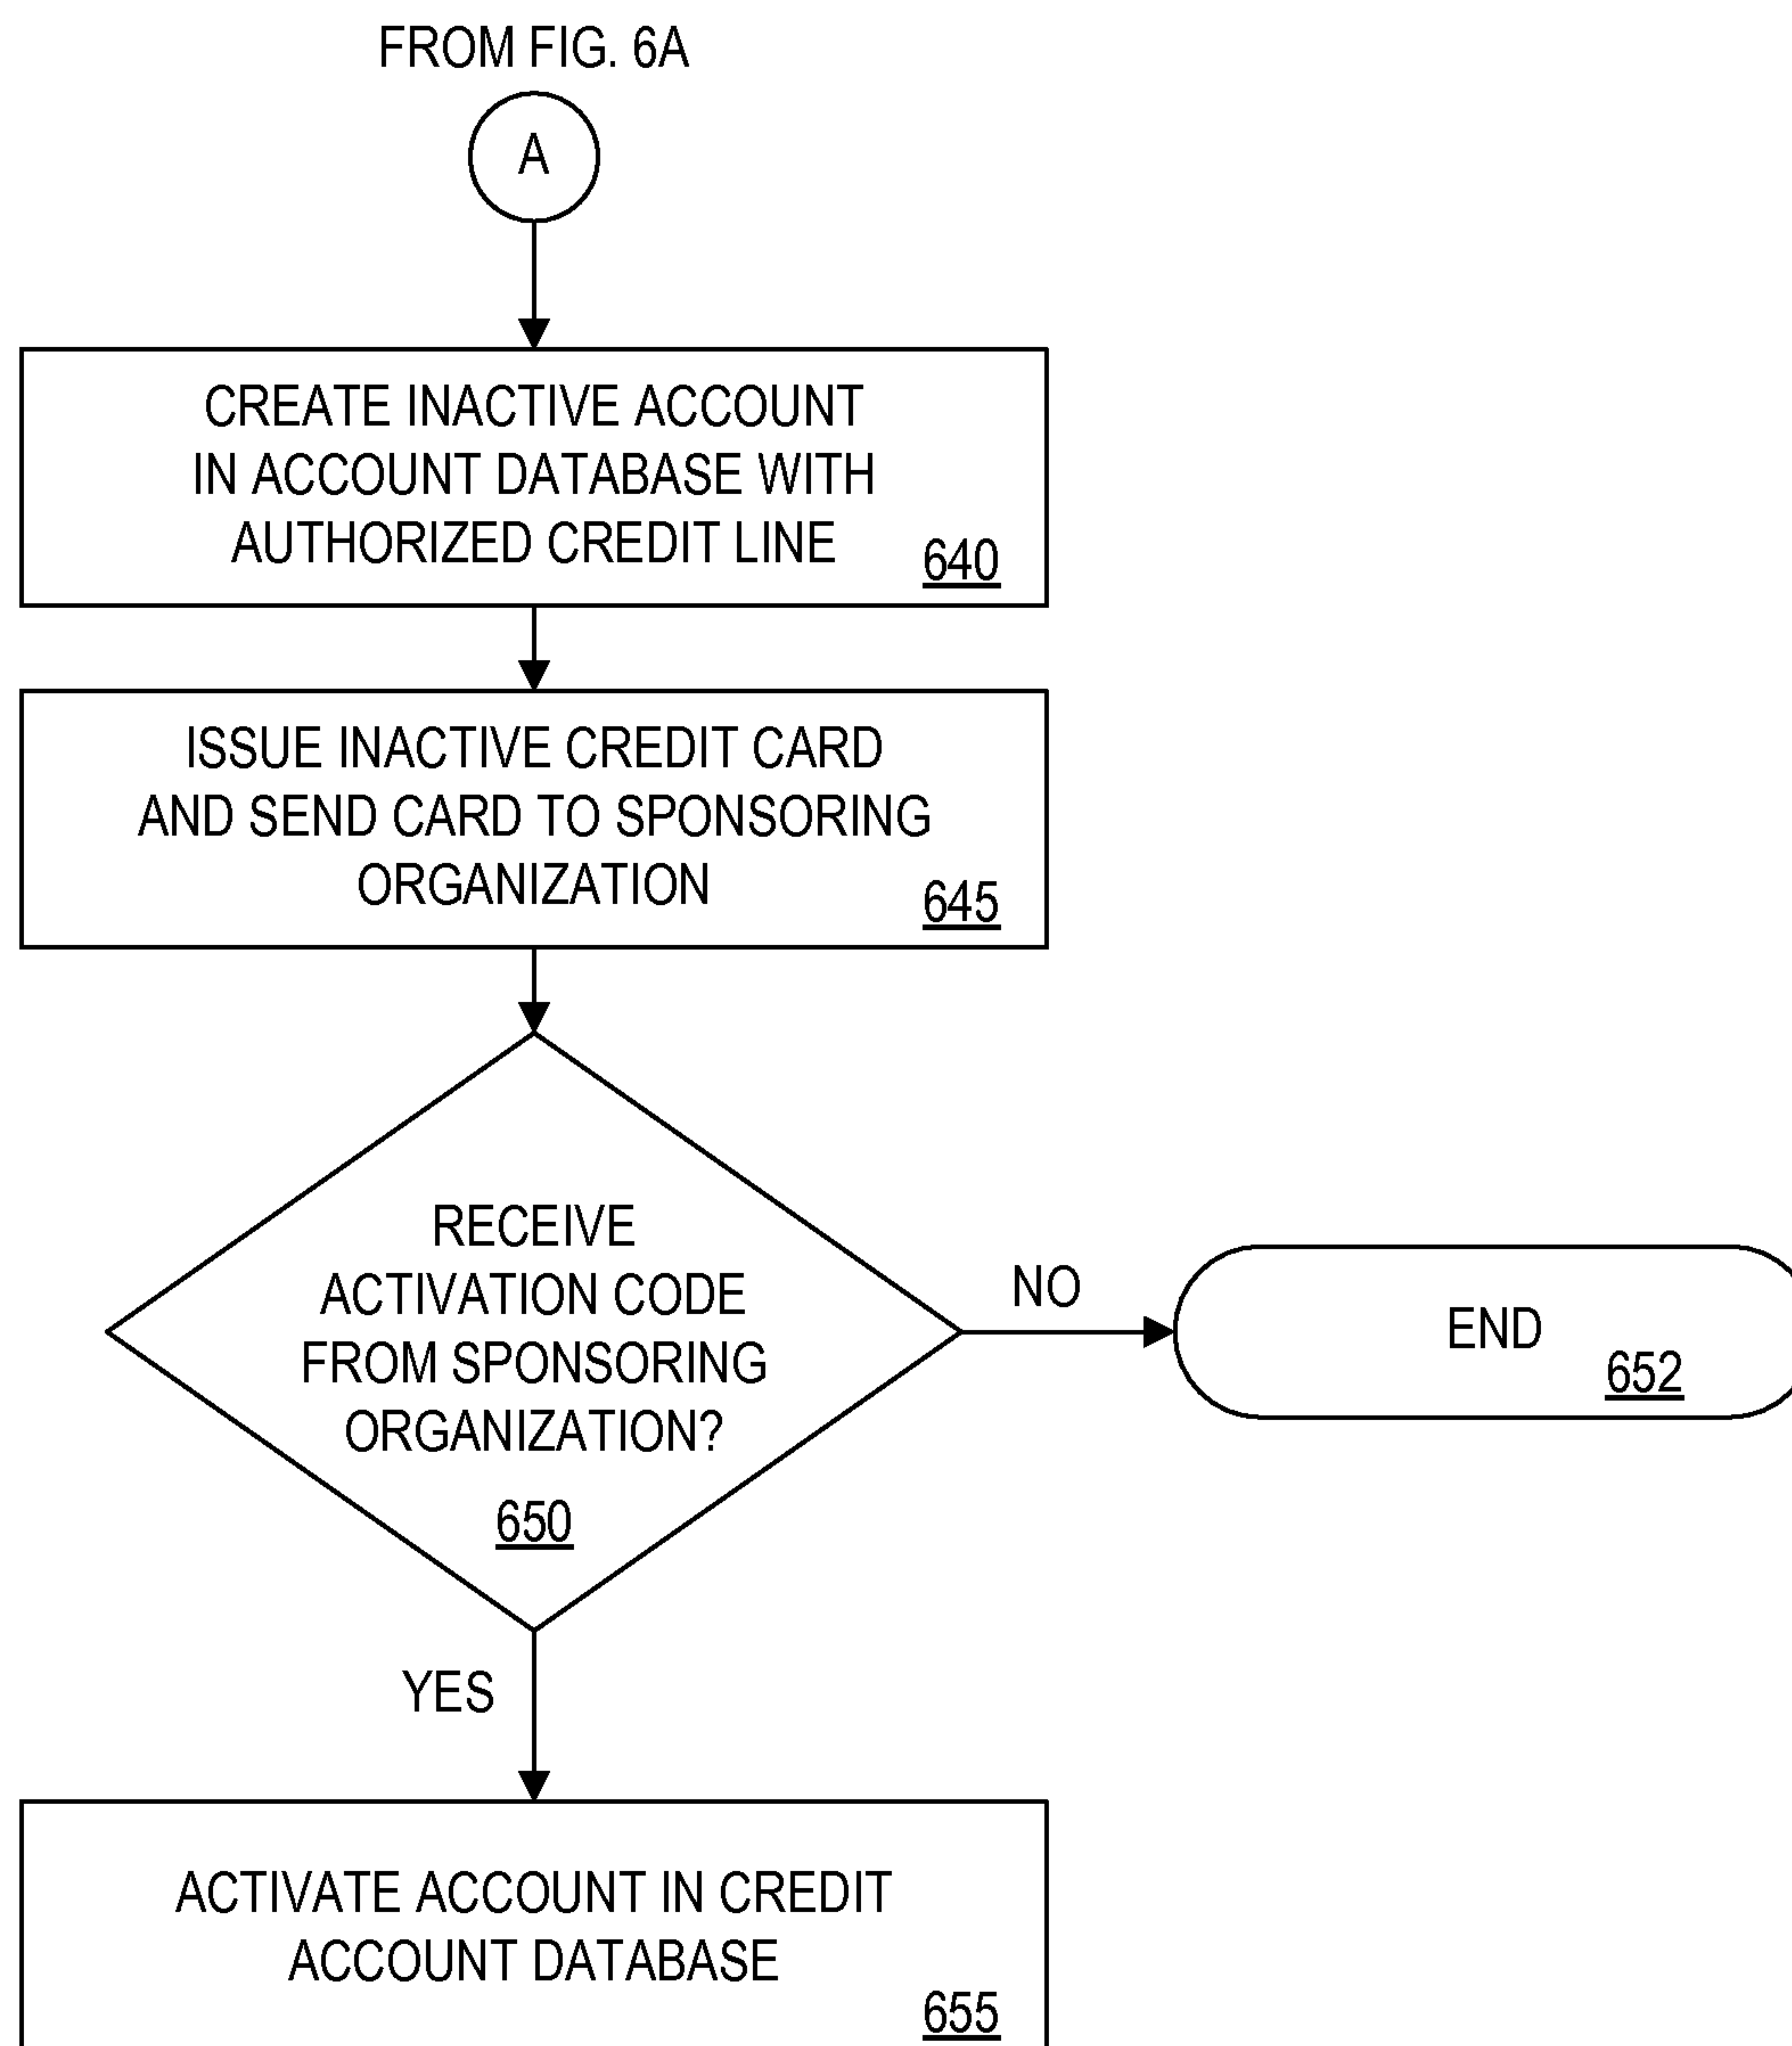 FROM FIG. 6A
A
CREATE INACTIVE ACCOUNT
IN ACCOUNT DATABASE WITH
AUTHORIZED CREDIT LINE
640
ISSUE INACTIVE CREDIT CARD
AND SEND CARD TO SPONSORING
ORGANIZATION
645
RECEIVE
ACTIVATION CODE
FROM SPONSORING
ORGANIZATION?
650
NO
END
652
YES
ACTIVATE ACCOUNT IN CREDIT
ACCOUNT DATABASE
655